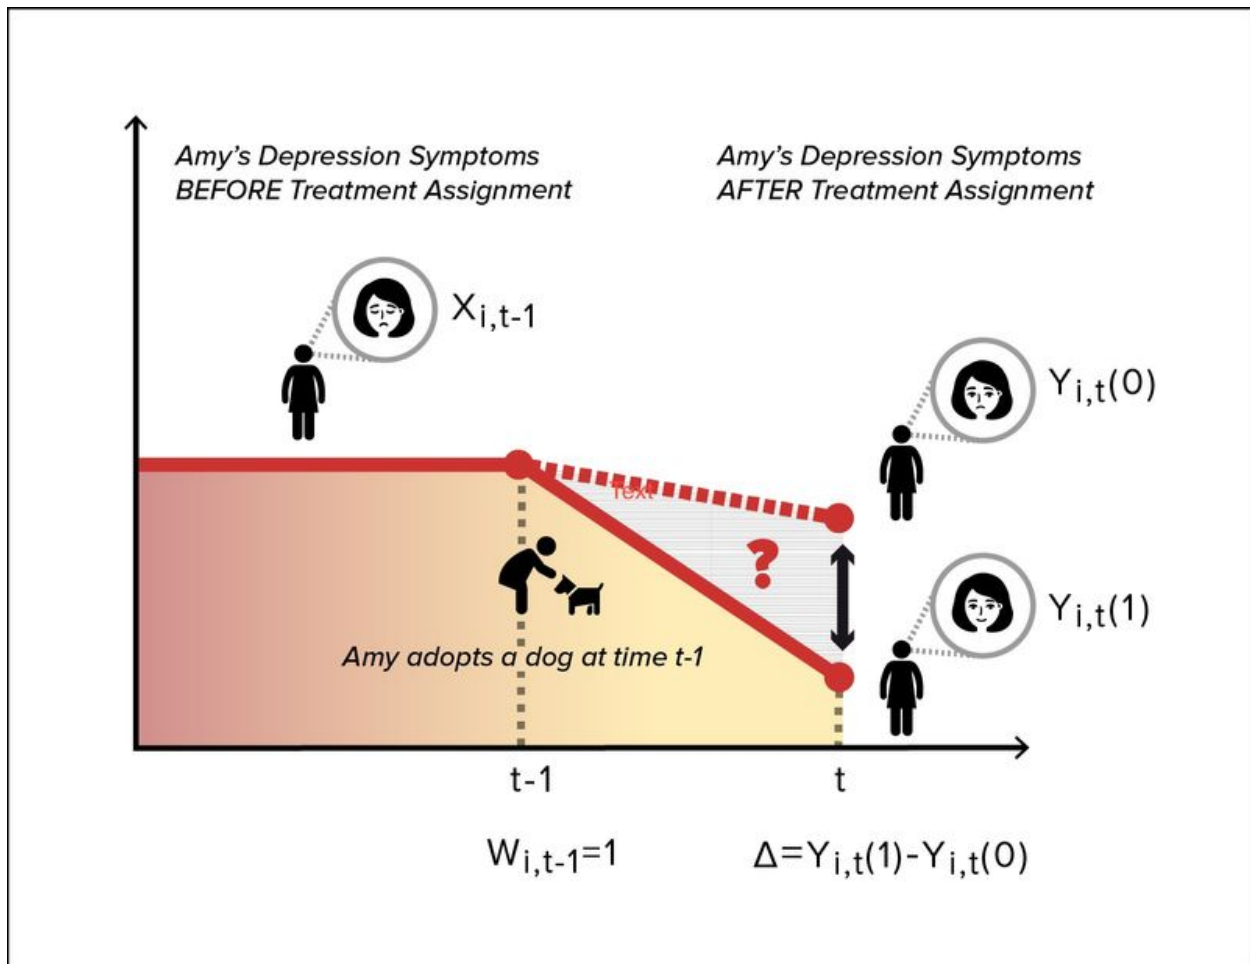 Amy's Depression Symptoms
BEFORE Treatment Assignment
Amy's Depression Symptoms
AFTER Treatment Assignment
Xi,t-1
Yi,t(0)
Text
?
Yi,t(1)
Amy adopts a dog at time t-1
t-1
t
Wi,t-1=1
Δ=Yi,t(1)-Yi,t(0)